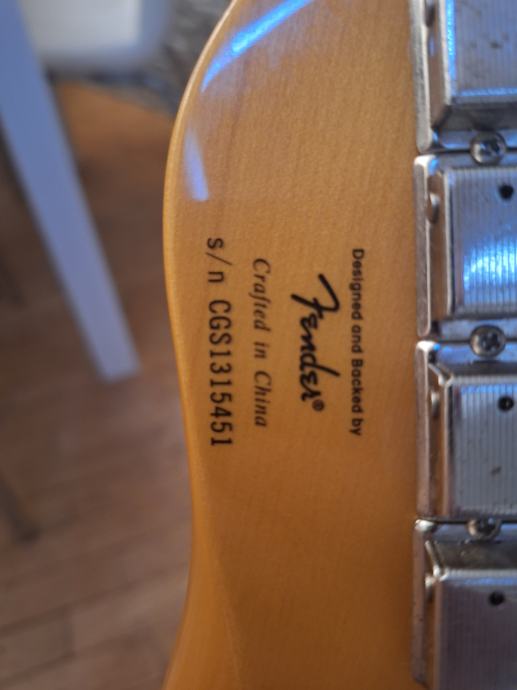 Designed and Backed by
Fender®
Crafted in China
s/n CGS1315451